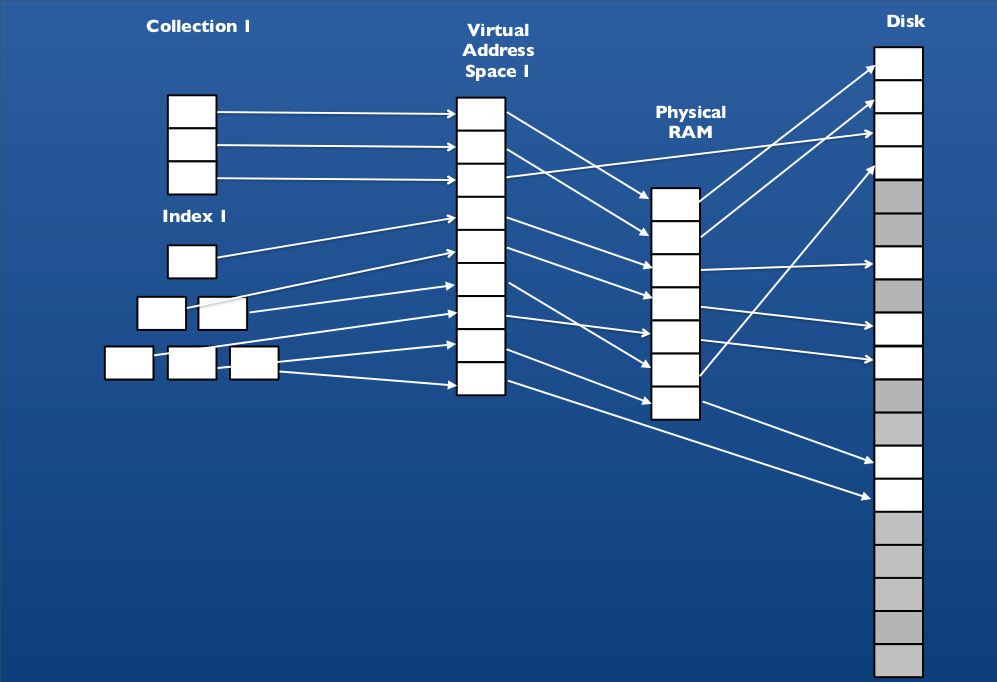 Collection 1
Virtual
Address
Space 1
Disk
Physical
RAM
Index 1